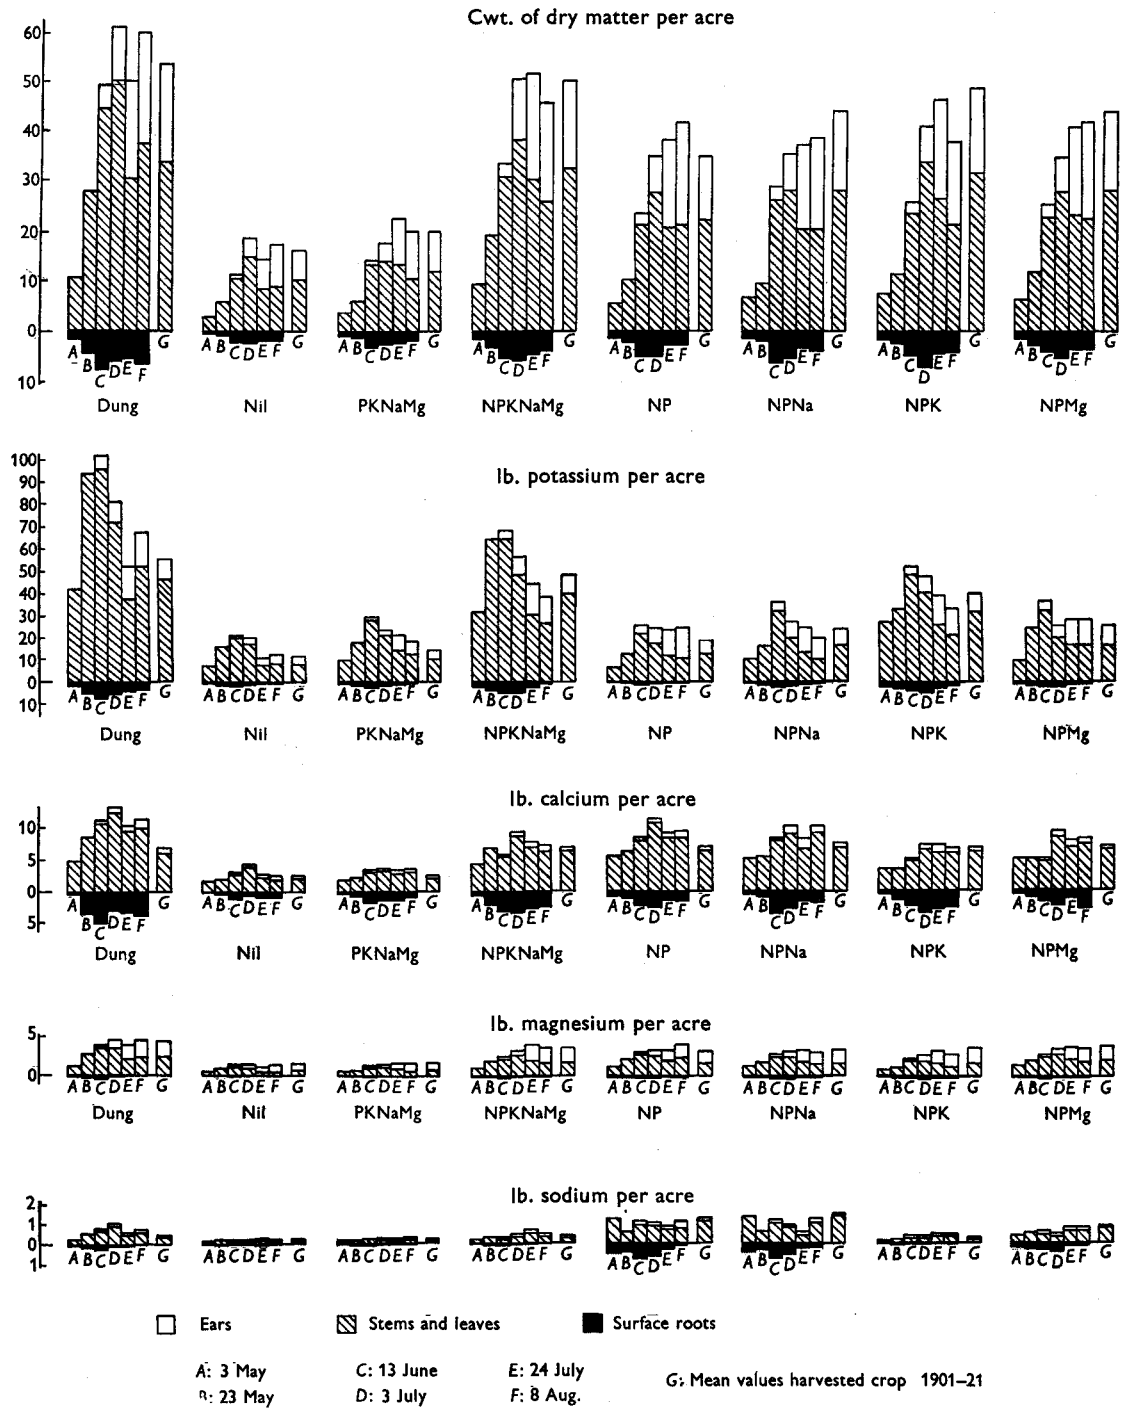 Cwt. of dry matter per acre
60
50
40
30
20
10
0
10
A B C D E F G
A B C D E F G
A B C D E F G
A B C D E F G
A B C D E F G
A B C D E F G
A B C D E F G
A B C D E F G
Dung Nil PKNaMg NPKNaMg NP NPNa NPK NPMg
lb. potassium per acre
100
90
80
70
60
50
40
30
20
10
0
10
A B C D E F G
A B C D E F G
A B C D E F G
A B C D E F G
A B C D E F G
A B C D E F G
A B C D E F G
A B C D E F G
Dung Nil PKNaMg NPKNaMg NP NPNa NPK NPMg
lb. calcium per acre
10
5
0
5
A B C D E F G
A B C D E F G
A B C D E F G
A B C D E F G
A B C D E F G
A B C D E F G
A B C D E F G
A B C D E F G
Dung Nil PKNaMg NPKNaMg NP NPNa NPK NPMg
lb. magnesium per acre
5
0
A B C D E F G
A B C D E F G
A B C D E F G
A B C D E F G
A B C D E F G
A B C D E F G
A B C D E F G
A B C D E F G
Dung Nil PKNaMg NPKNaMg NP NPNa NPK NPMg
lb. sodium per acre
2
1
0
1
A B C D E F G
A B C D E F G
A B C D E F G
A B C D E F G
A B C D E F G
A B C D E F G
A B C D E F G
A B C D E F G
Ears Stems and leaves Surface roots
A: 3 May C: 13 June E: 24 July
B: 23 May D: 3 July F: 8 Aug.
G: Mean values harvested crop 1901–21